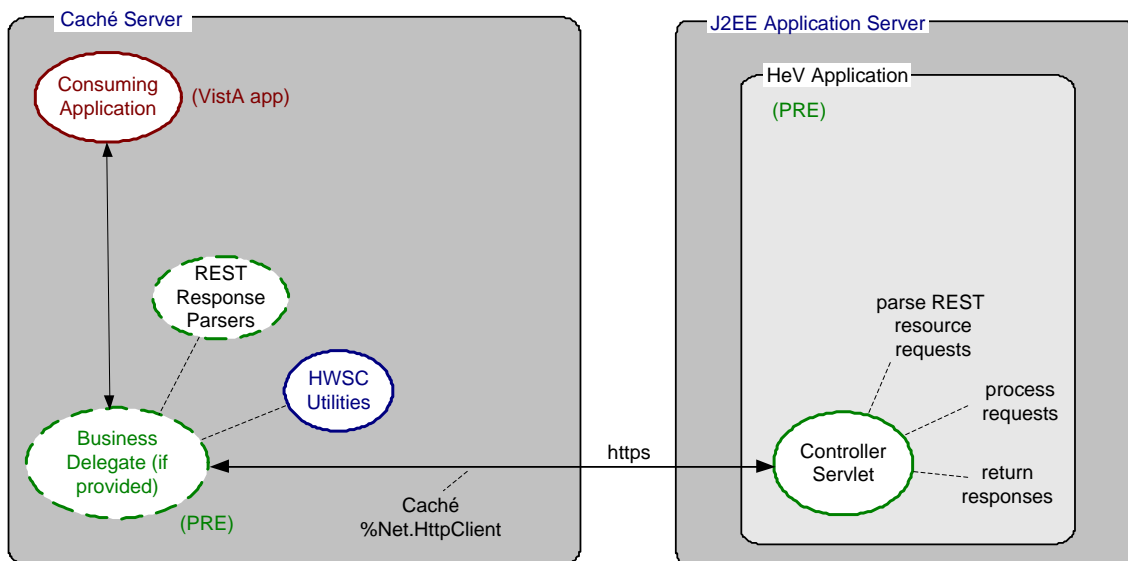 Caché Server
Consuming
Application
(VistA app)
REST
Response
Parsers
HWSC
Utilities
Business
Delegate (if
provided)
(PRE)
Caché
%Net.HttpClient
https
J2EE Application Server
HeV Application
(PRE)
parse REST
resource
requests
process
requests
Controller
Servlet
return
responses